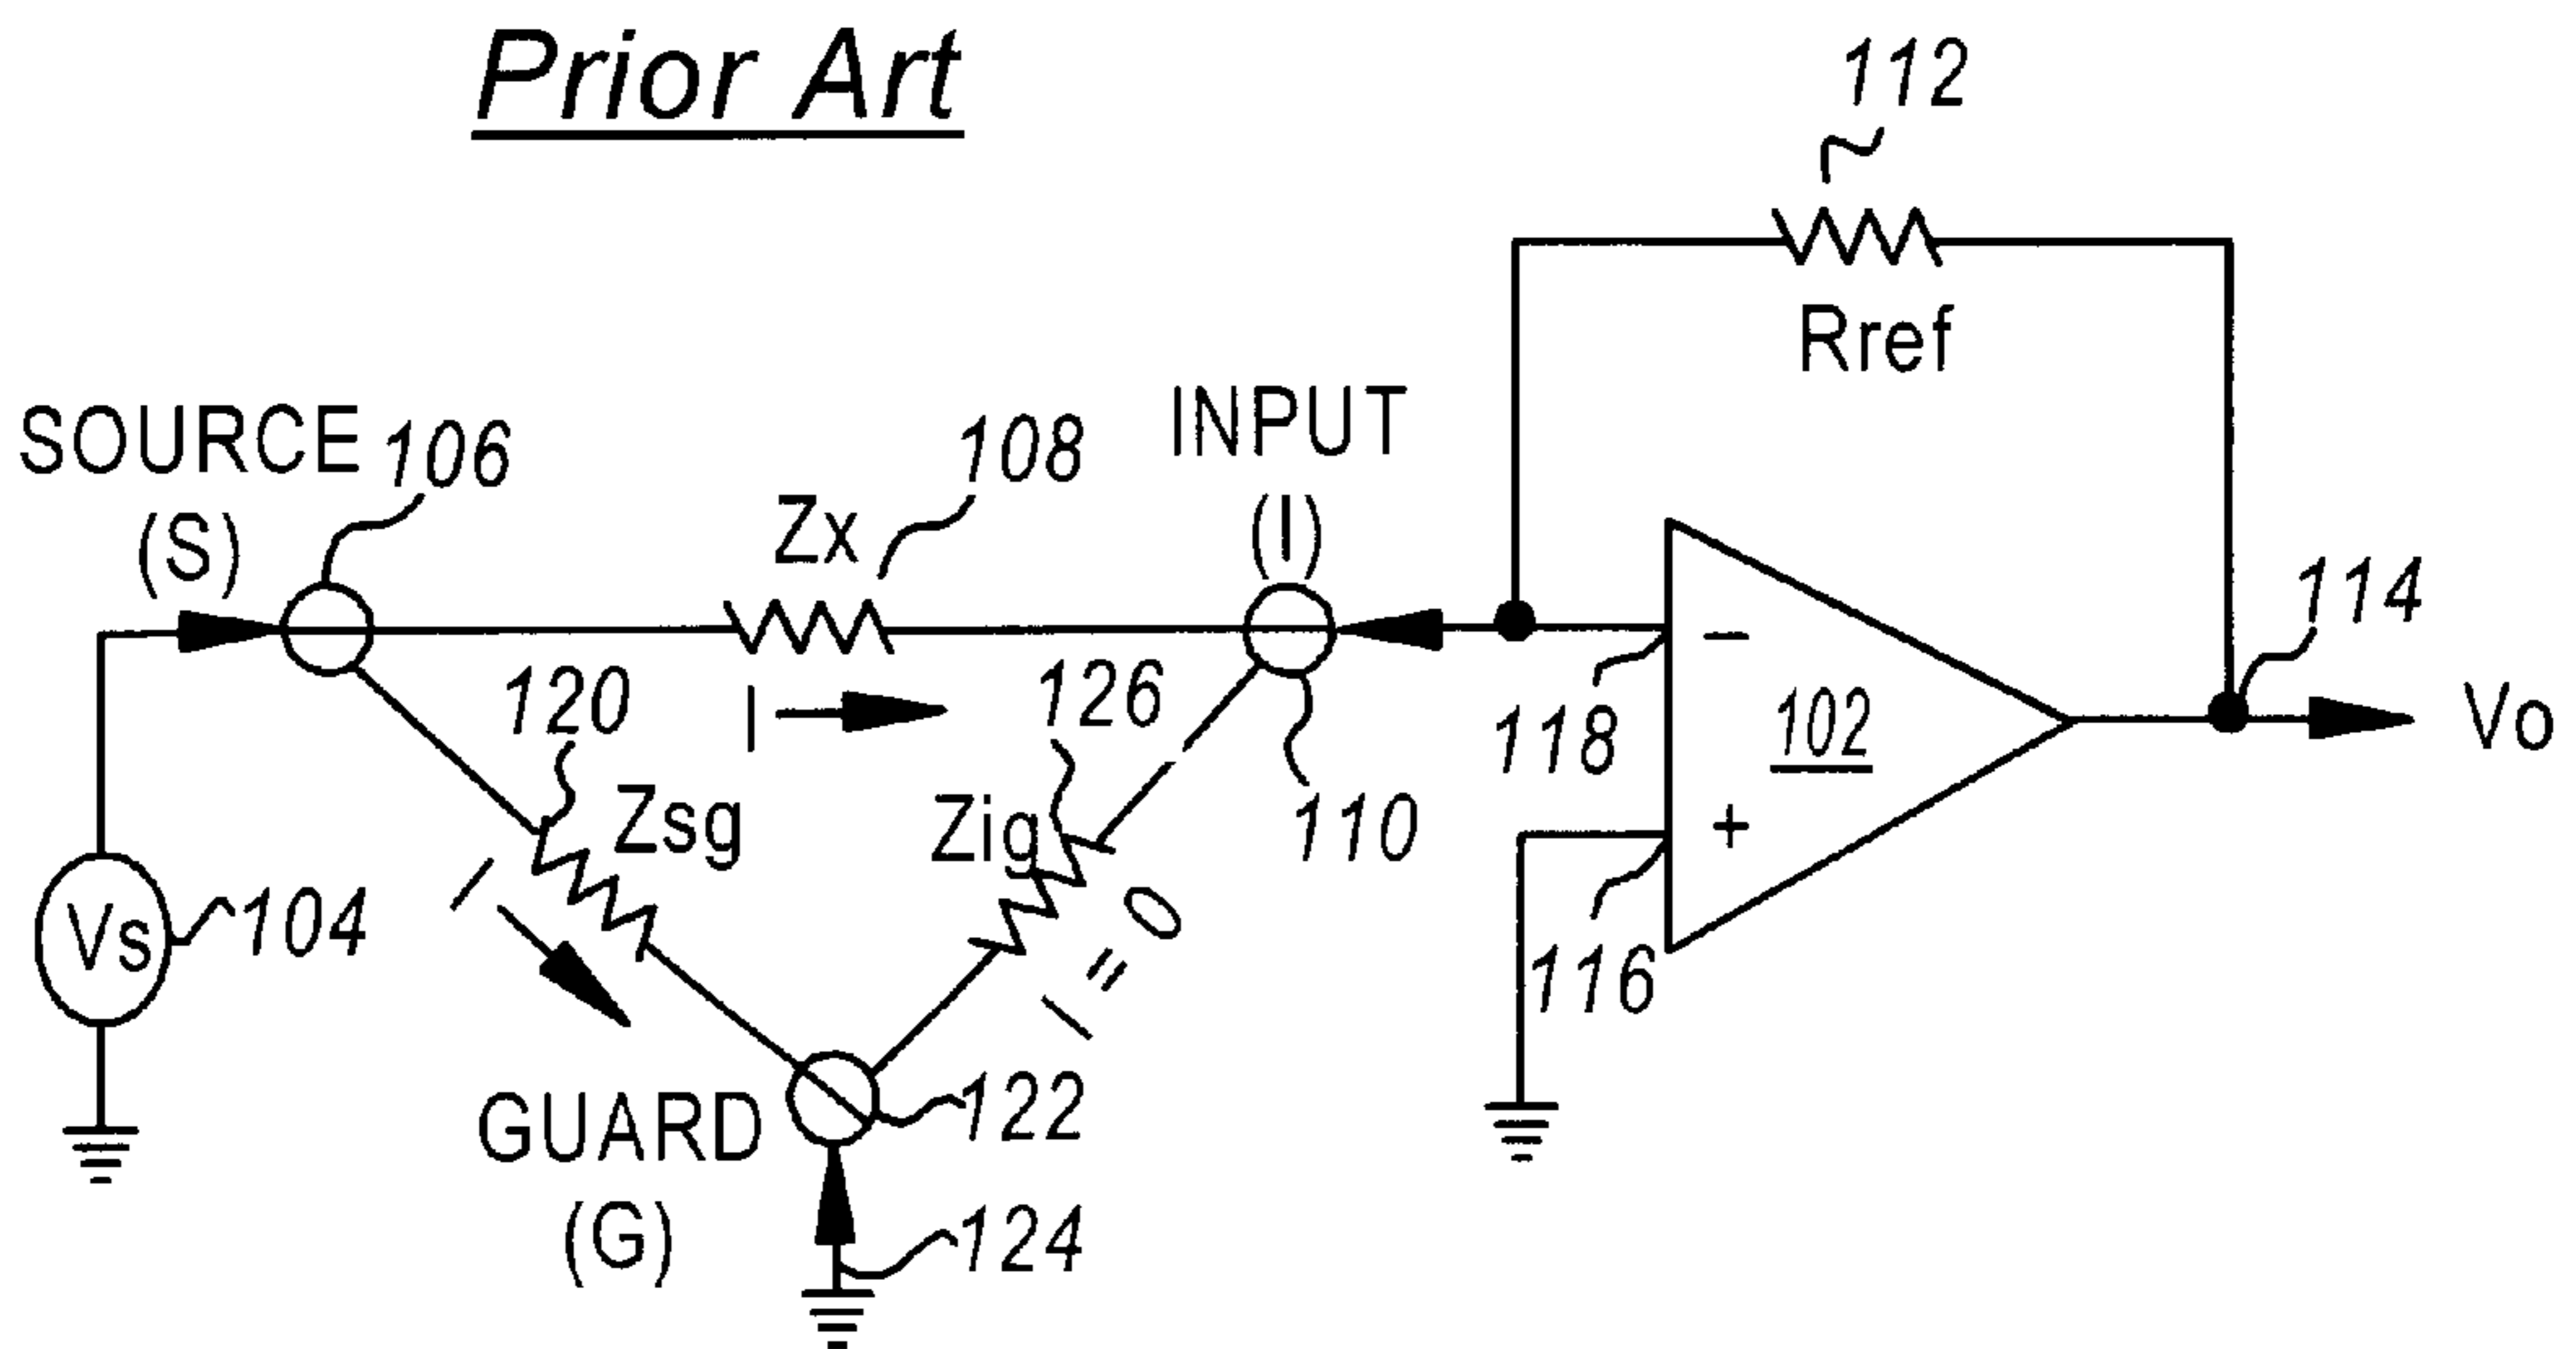 Prior Art
112
Rref
SOURCE
(S)
106
Zx
108
INPUT
(I)
114
I
120
126
118
102
−
+
Vo
Zsg
Zig
110
Vs
104
I
I = 0
116
GUARD
(G)
122
124